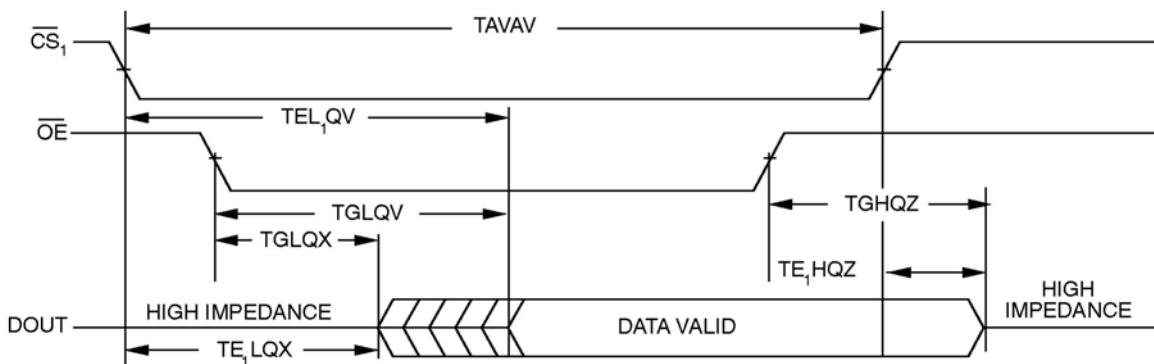 TAVAV
CS₁
TEL₁QV
OE
TGLQV
TGHQZ
TGLQX
TE₁HQZ
HIGH IMPEDANCE
HIGH
IMPEDANCE
DOUT
DATA VALID
TE₁LQX